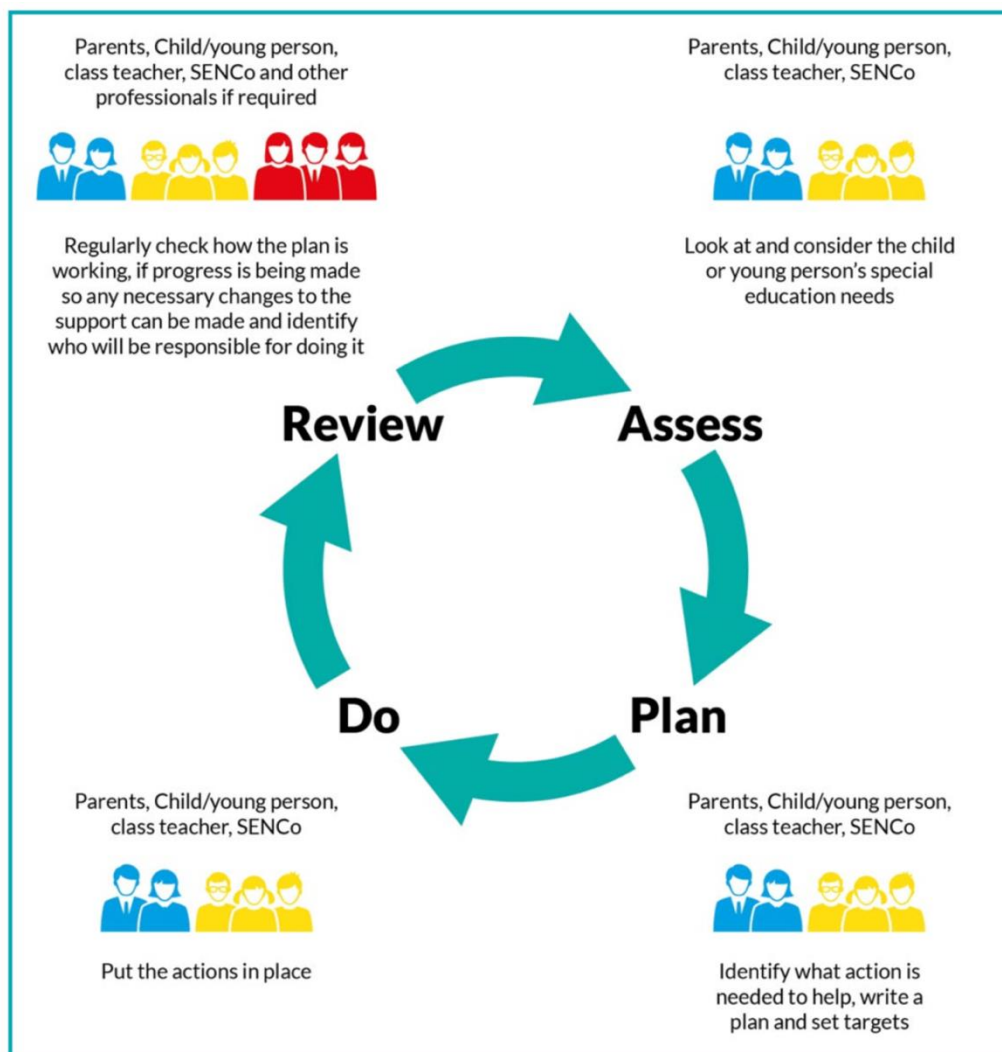 Parents, Child/young person,
class teacher, SENCo and other
professionals if required
Regularly check how the plan is
working, if progress is being made
so any necessary changes to the
support can be made and identify
who will be responsible for doing it
Parents, Child/young person,
class teacher, SENCo
Look at and consider the child
or young person’s special
education needs
Review
Assess
Do
Plan
Parents, Child/young person,
class teacher, SENCo
Put the actions in place
Parents, Child/young person,
class teacher, SENCo
Identify what action is
needed to help, write a
plan and set targets